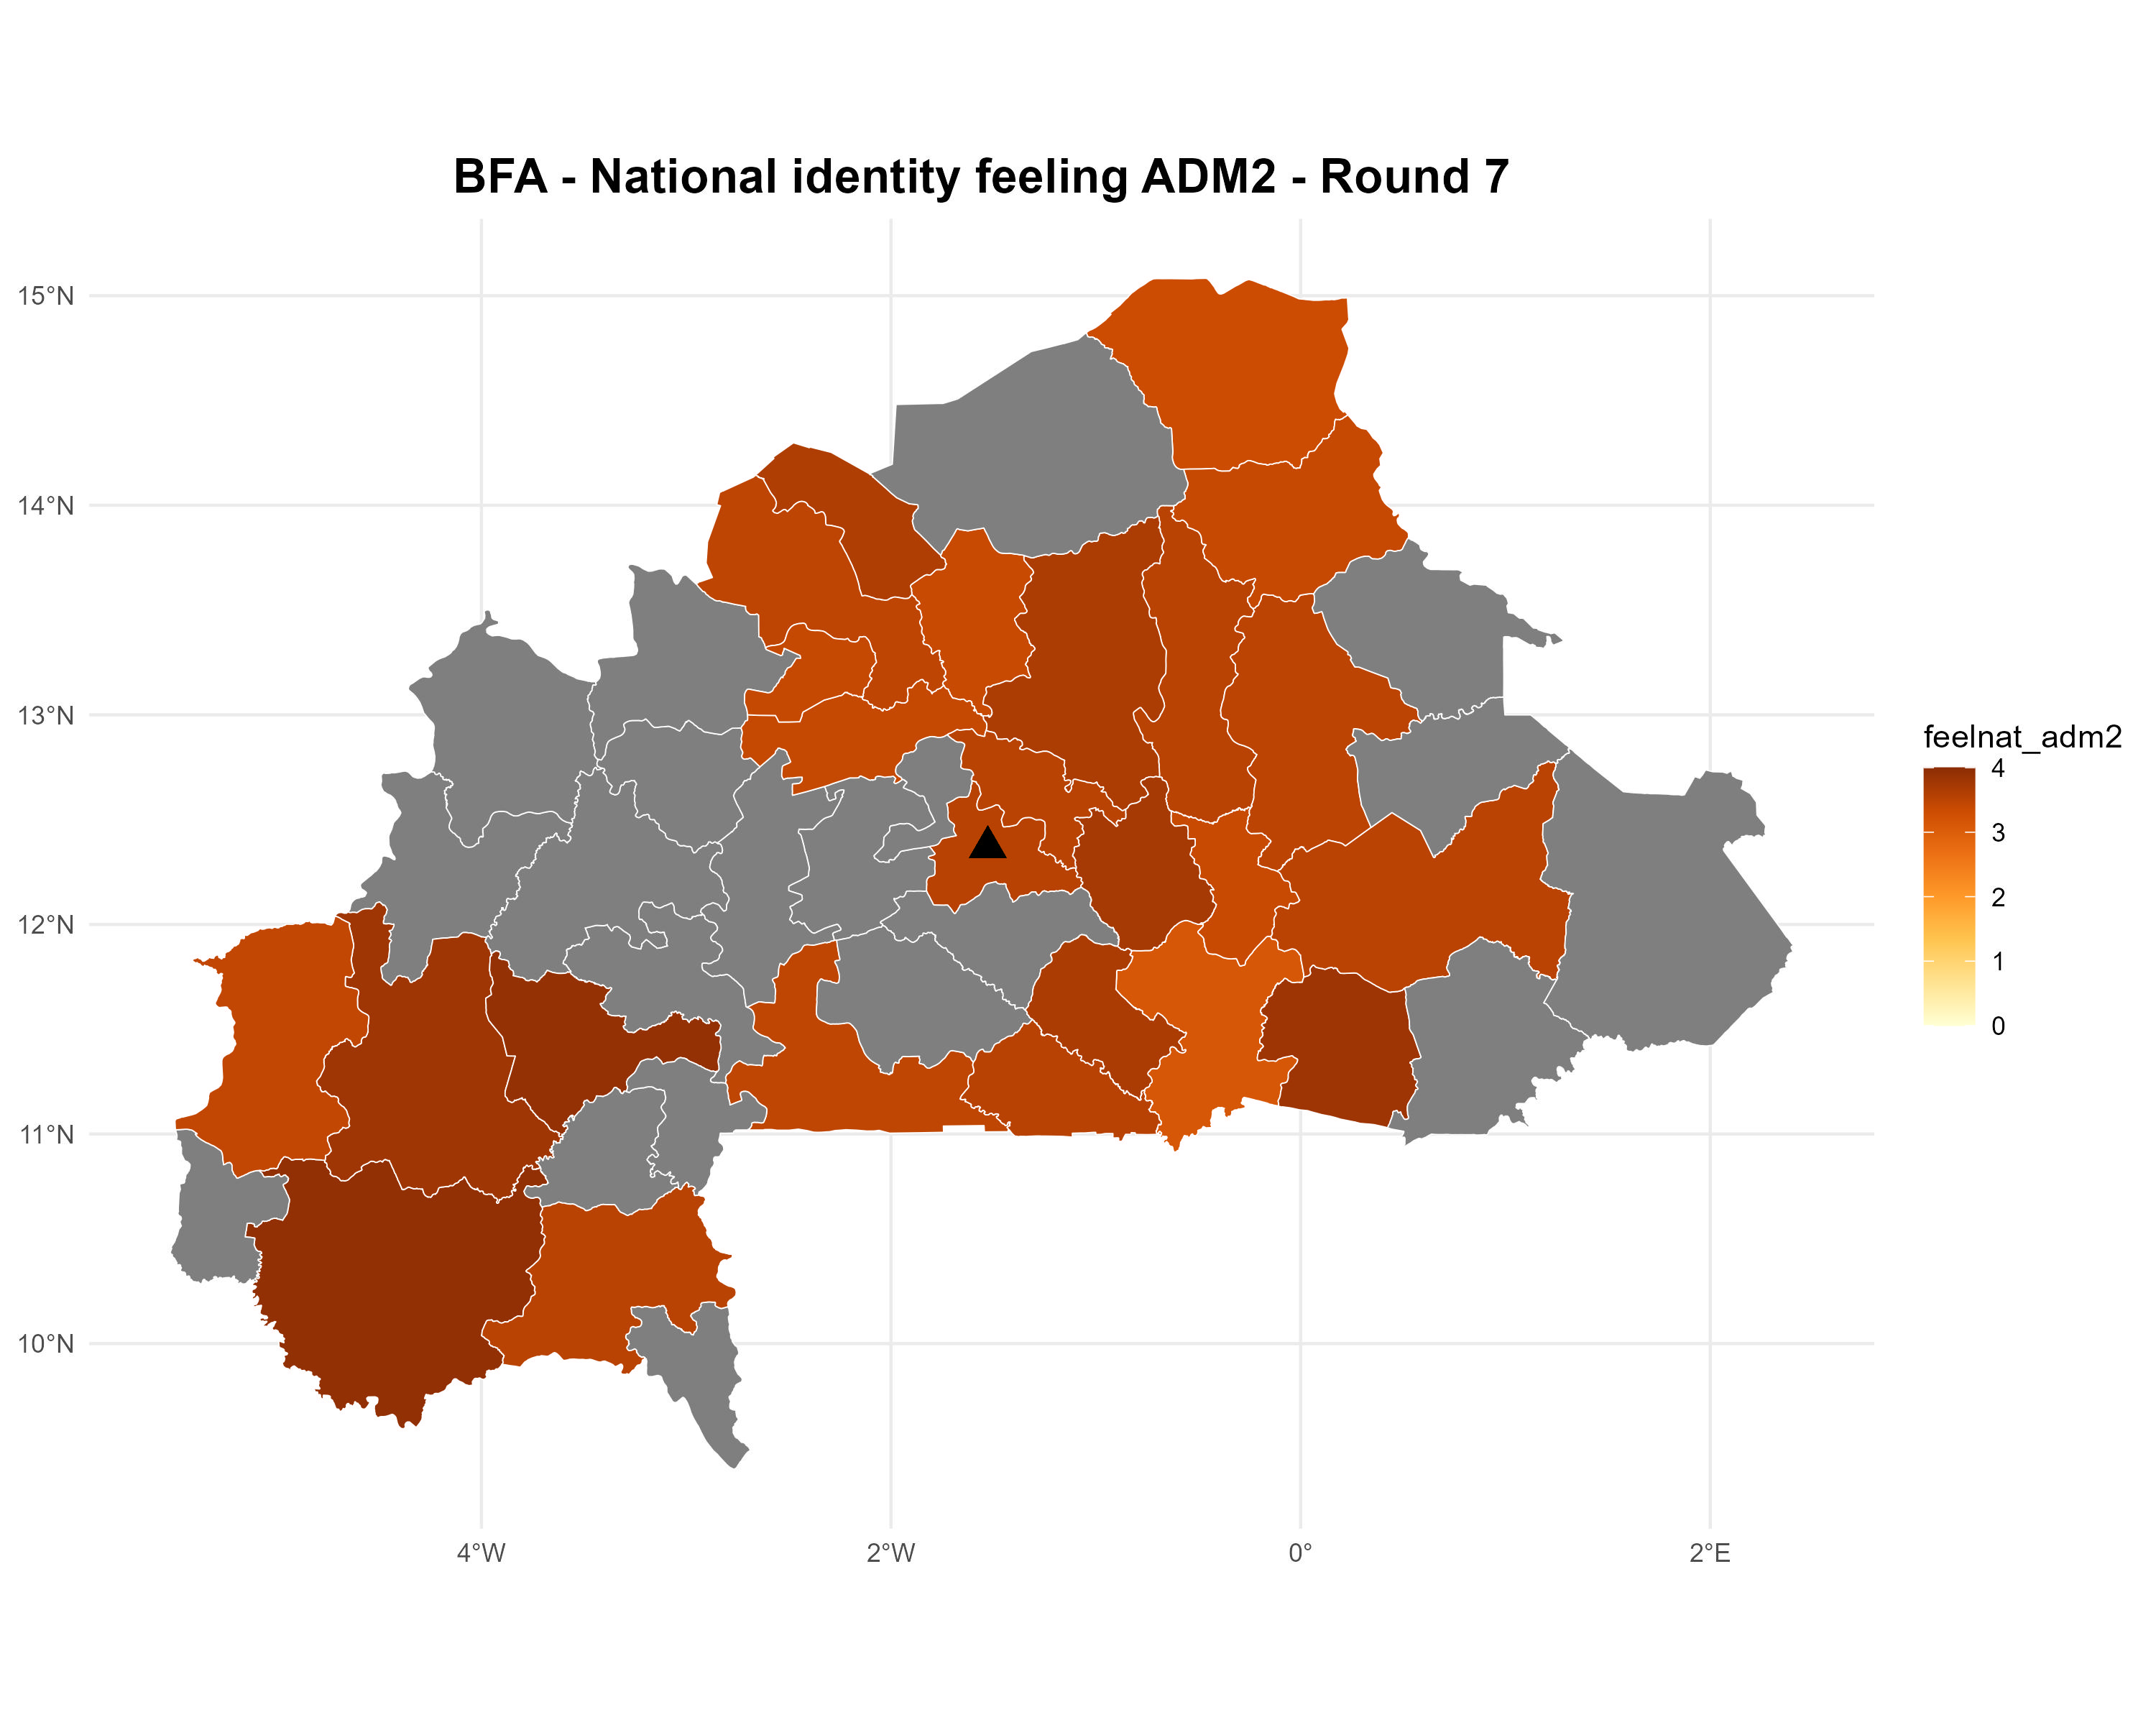 BFA - National identity feeling ADM2 - Round 7
15°N
14°N
13°N
12°N
11°N
10°N
4°W
2°W
0°
2°E
feelnat_adm2
4
3
2
1
0